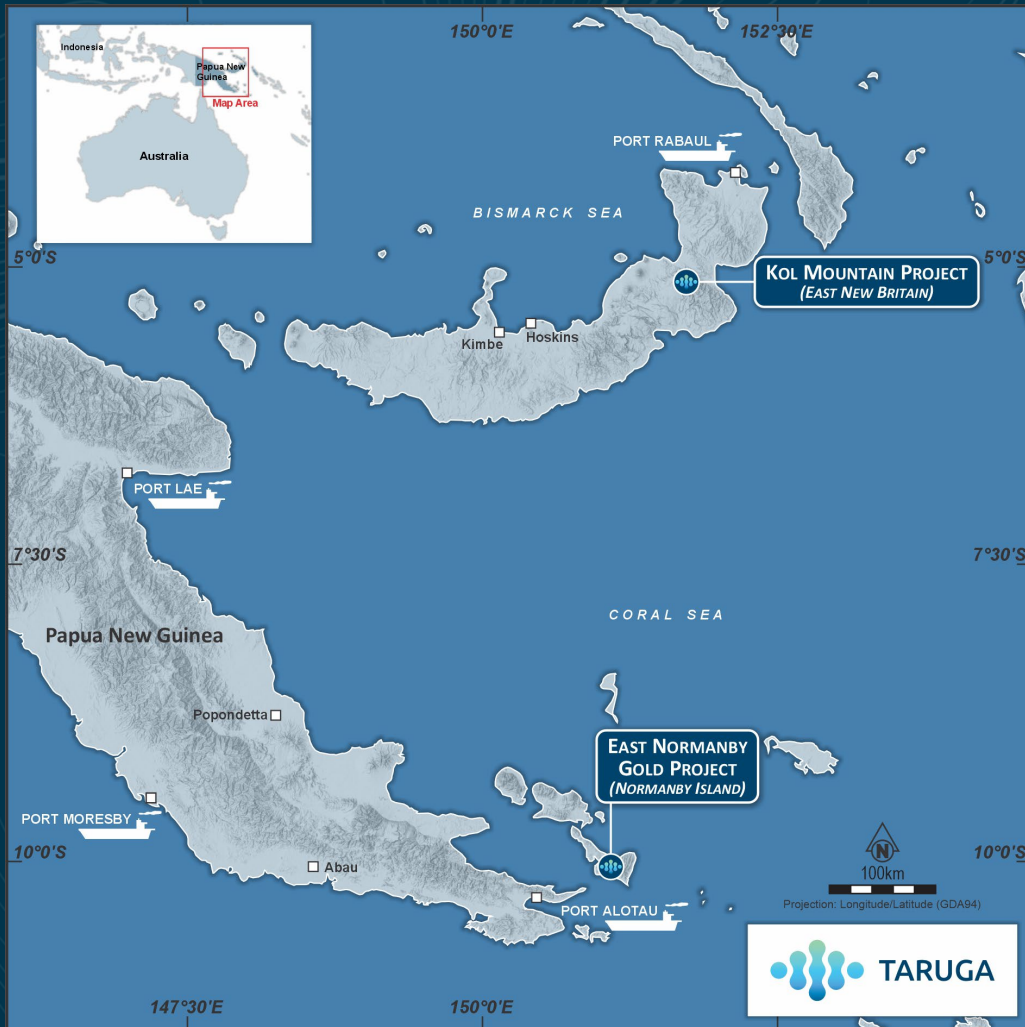 150°0'E
152°30'E
Indonesia
Papua New
Guinea
Map Area
Australia
PORT RABAUL
BISMARCK SEA
5°0'S
5°0'S
KOL MOUNTAIN PROJECT
(EAST NEW BRITAIN)
Kimbe
Hoskins
PORT LAE
7°30'S
7°30'S
CORAL SEA
Papua New Guinea
Popondetta
EAST NORMANBY
GOLD PROJECT
(NORMANBY ISLAND)
PORT MORESBY
10°0'S
10°0'S
N
100km
Projection: Longitude/Latitude (GDA94)
Abau
PORT ALOTAU
TARUGA
147°30'E
150°0'E